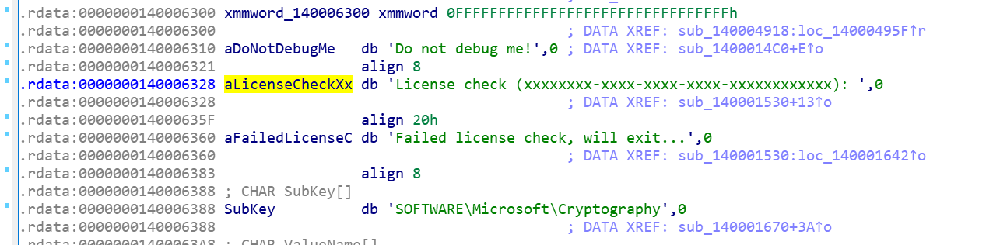 .rdata:0000000140006300 xmmword_140006300 xmmword 0FFFFFFFFFFFFFFFFFFFFFFFFFFFFFFFFh
.rdata:0000000140006300 ; DATA XREF: sub_140004918:loc_14000495F↑r
.rdata:0000000140006310 aDoNotDebugMe db 'Do not debug me!',0 ; DATA XREF: sub_1400014C0+E↑o
.rdata:0000000140006321 align 8
.rdata:0000000140006328 aLicenseCheckXx db 'License check (xxxxxxxx-xxxx-xxxx-xxxx-xxxxxxxxxxxx): ',0
.rdata:0000000140006328 ; DATA XREF: sub_140001530+13↑o
.rdata:000000014000635F align 20h
.rdata:0000000140006360 aFailedLicenseC db 'Failed license check, will exit...',0
.rdata:0000000140006360 ; DATA XREF: sub_140001530:loc_140001642↑o
.rdata:0000000140006383 align 8
.rdata:0000000140006388 ; CHAR SubKey[]
.rdata:0000000140006388 SubKey db 'SOFTWARE\Microsoft\Cryptography',0
.rdata:0000000140006388 ; DATA XREF: sub_140001670+3A↑o
.rdata:00000001400063A8 ; CHAR ValueName[]